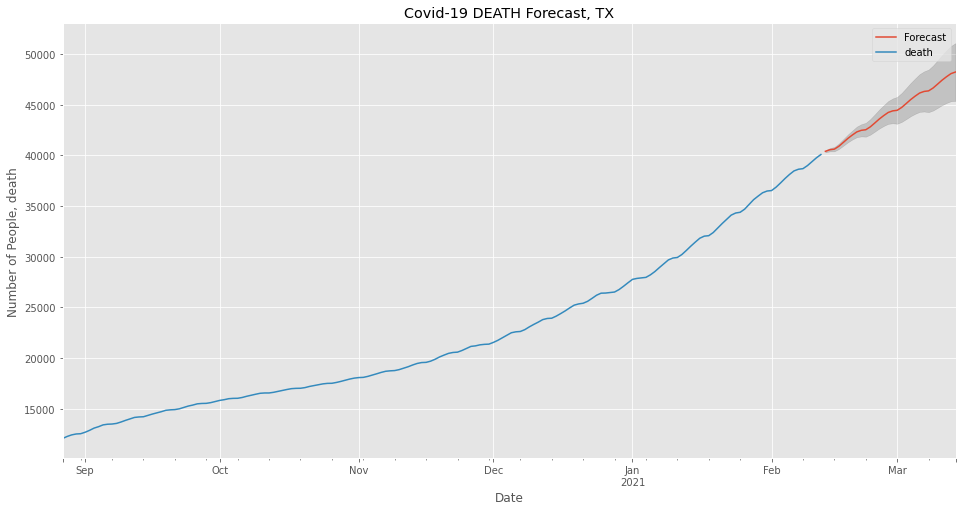 Covid-19 DEATH Forecast, TX
Forecast
death
50000
45000
40000
35000
30000
25000
20000
15000
Number of People, death
Sep
Oct
Nov
Dec
Jan
2021
Feb
Mar
Date